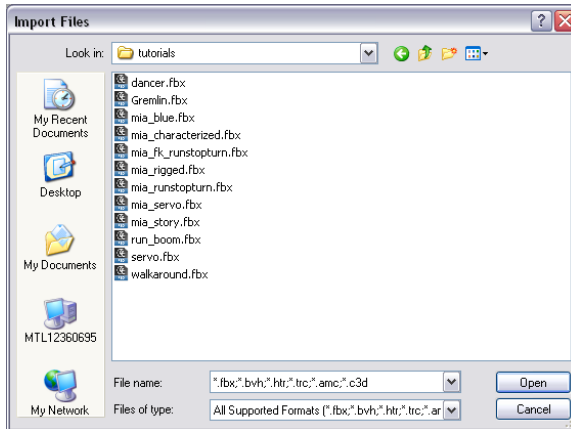 Import Files
Look in:
tutorials
My Recent
Documents
Desktop
My Documents
MTL12360695
My Network
dancer.fbx
Gremlin.fbx
mia_blue.fbx
mia_characterized.fbx
mia_fk_runstopturn.fbx
mia_rigged.fbx
mia_runstopturn.fbx
mia_servo.fbx
mia_story.fbx
run_boom.fbx
servo.fbx
walkaround.fbx
File name:
*.fbx;*.bvh;*.htr;*.trc;*.amc;*.c3d
Open
Files of type:
All Supported Formats (*.fbx;*.bvh;*.htr;*.trc;*.ar
Cancel